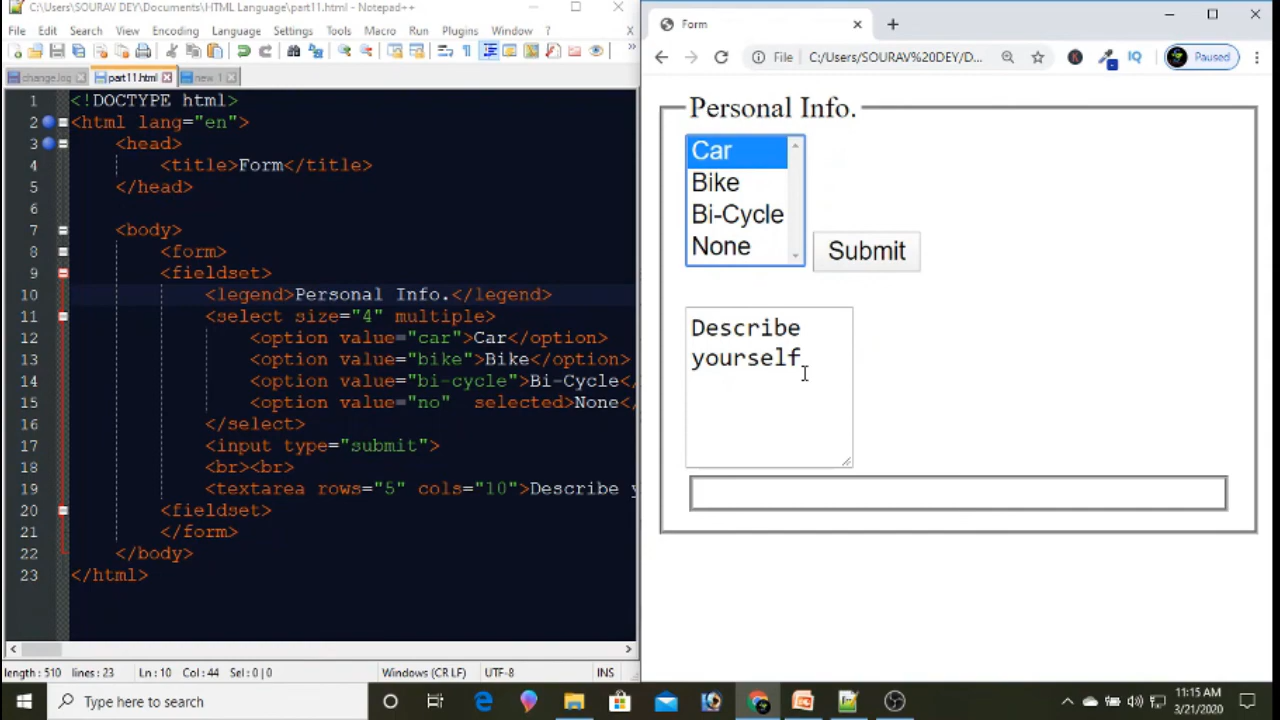 C:\Users\SOURAV DEY\Documents\HTML Language\part11.html - Notepad++
File Edit Search View Encoding Language Settings Tools Macro Run Plugins Window ? X
change.log part11.html new 1
1 <!DOCTYPE html>
2 <html lang="en">
3 <head>
4 <title>Form</title>
5 </head>
6
7 <body>
8 <form>
9 <fieldset>
10 <legend>Personal Info.</legend>
11 <select size="4" multiple>
12 <option value="car">Car</option>
13 <option value="bike">Bike</option>
14 <option value="bi-cycle">Bi-Cycle</
15 <option value="no"  selected>None</
16 </select>
17 <input type="submit">
18 <br><br>
19 <textarea rows="5" cols="10">Describe y
20 <fieldset>
21 </form>
22 </body>
23 </html>
length : 510 lines : 23 Ln : 10 Col : 44 Sel : 0 | 0 Windows (CR LF) UTF-8 INS
Form
File C:/Users/SOURAV%20DEY/D... IQ Paused
Personal Info.
Car
Bike
Bi-Cycle
None
Submit
Describe
yourself.
Type here to search
11:15 AM
3/21/2020